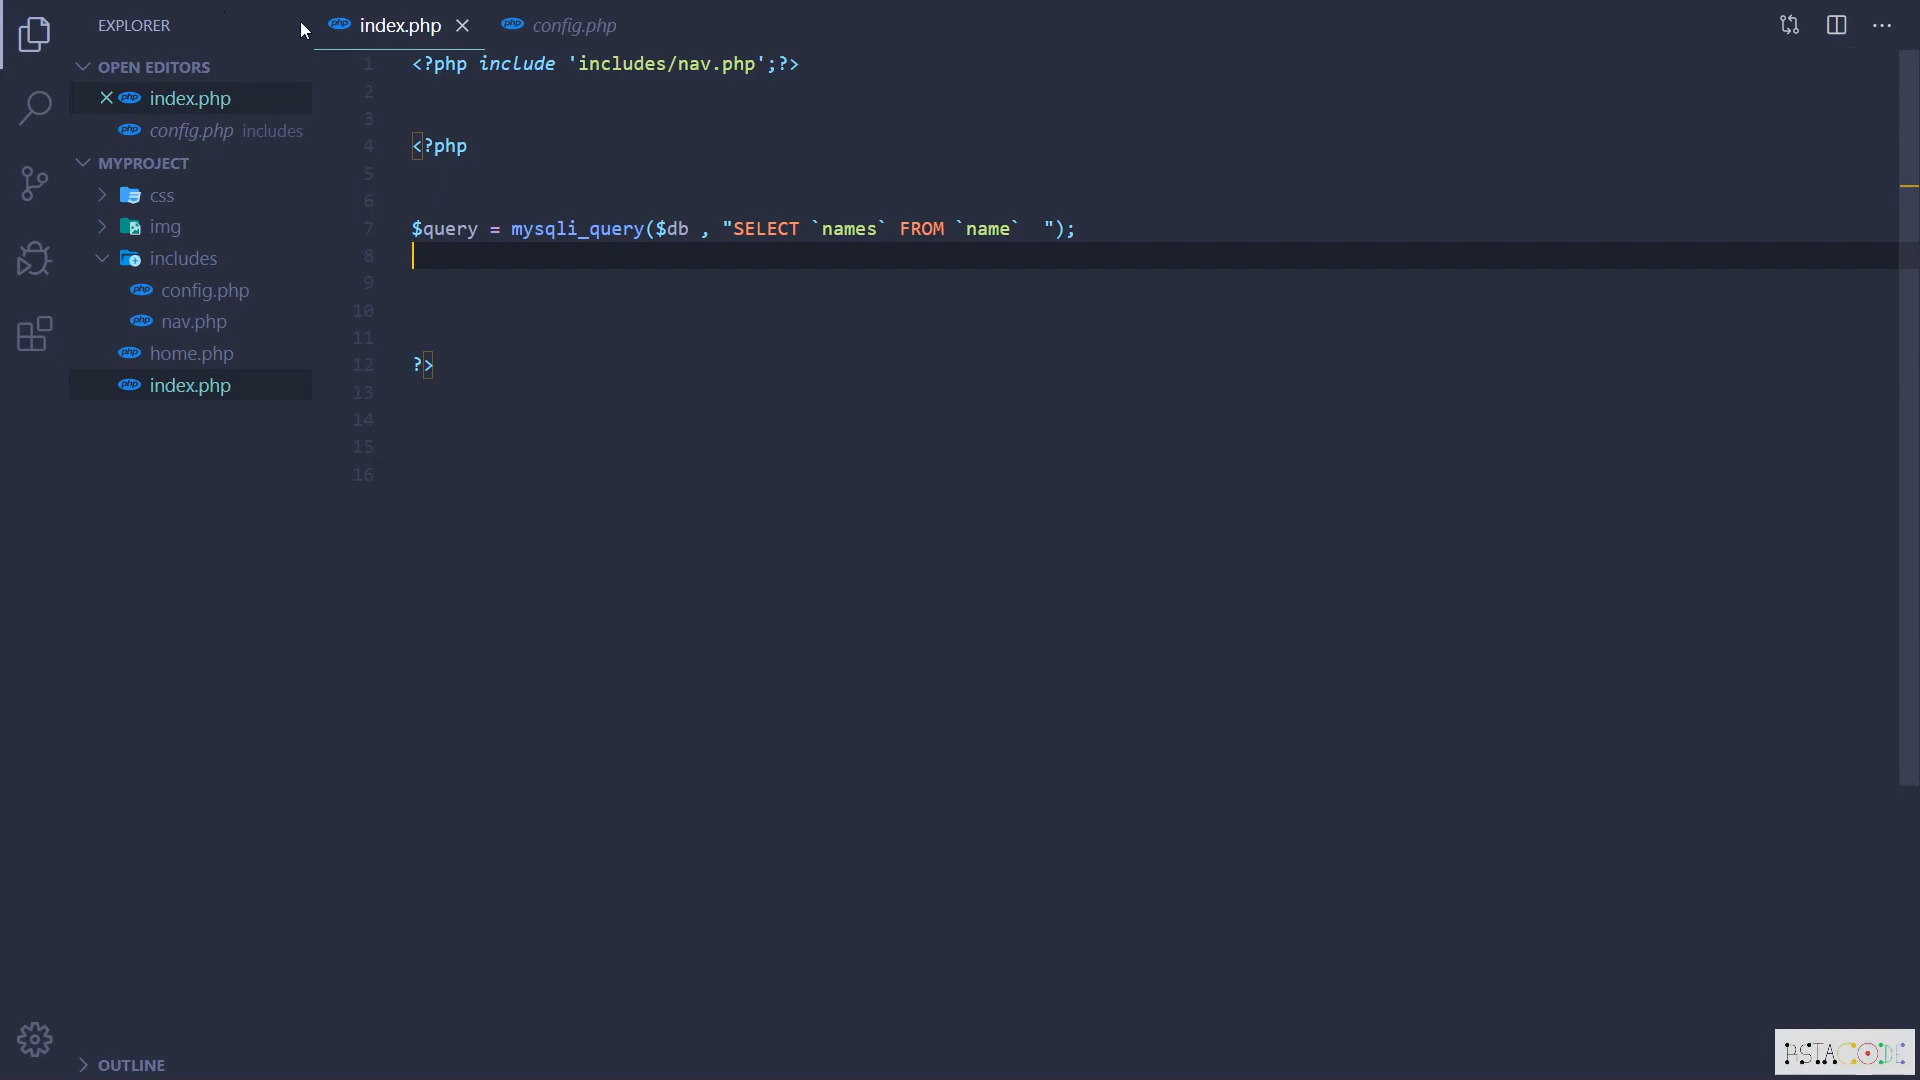 EXPLORER
OPEN EDITORS
index.php
config.php includes
MYPROJECT
css
img
includes
config.php
nav.php
home.php
index.php
OUTLINE
index.php
config.php
1 <?php include 'includes/nav.php';?>
2
3
4 <?php
5
6
7 $query = mysqli_query($db , "SELECT `names` FROM `name`  ");
8
9
10
11
12 ?>
13
14
15
16
RSTACODE